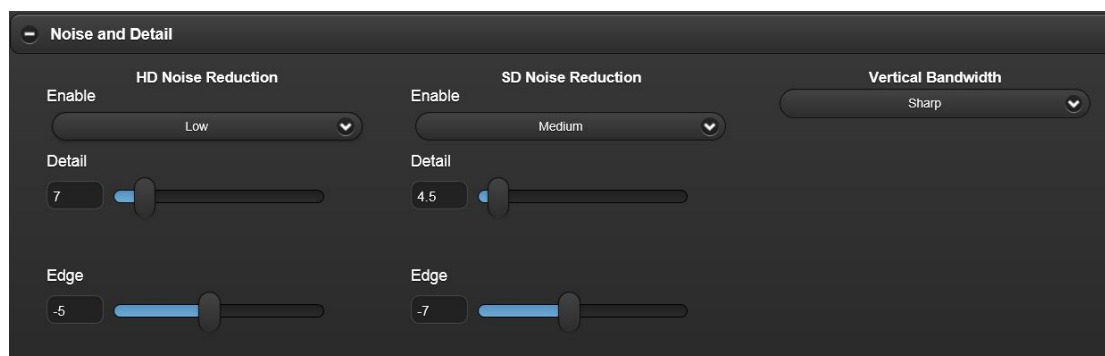 Noise and Detail
HD Noise Reduction
Enable
Low
Detail
7
Edge
-5
SD Noise Reduction
Enable
Medium
Detail
4.5
Edge
-7
Vertical Bandwidth
Sharp